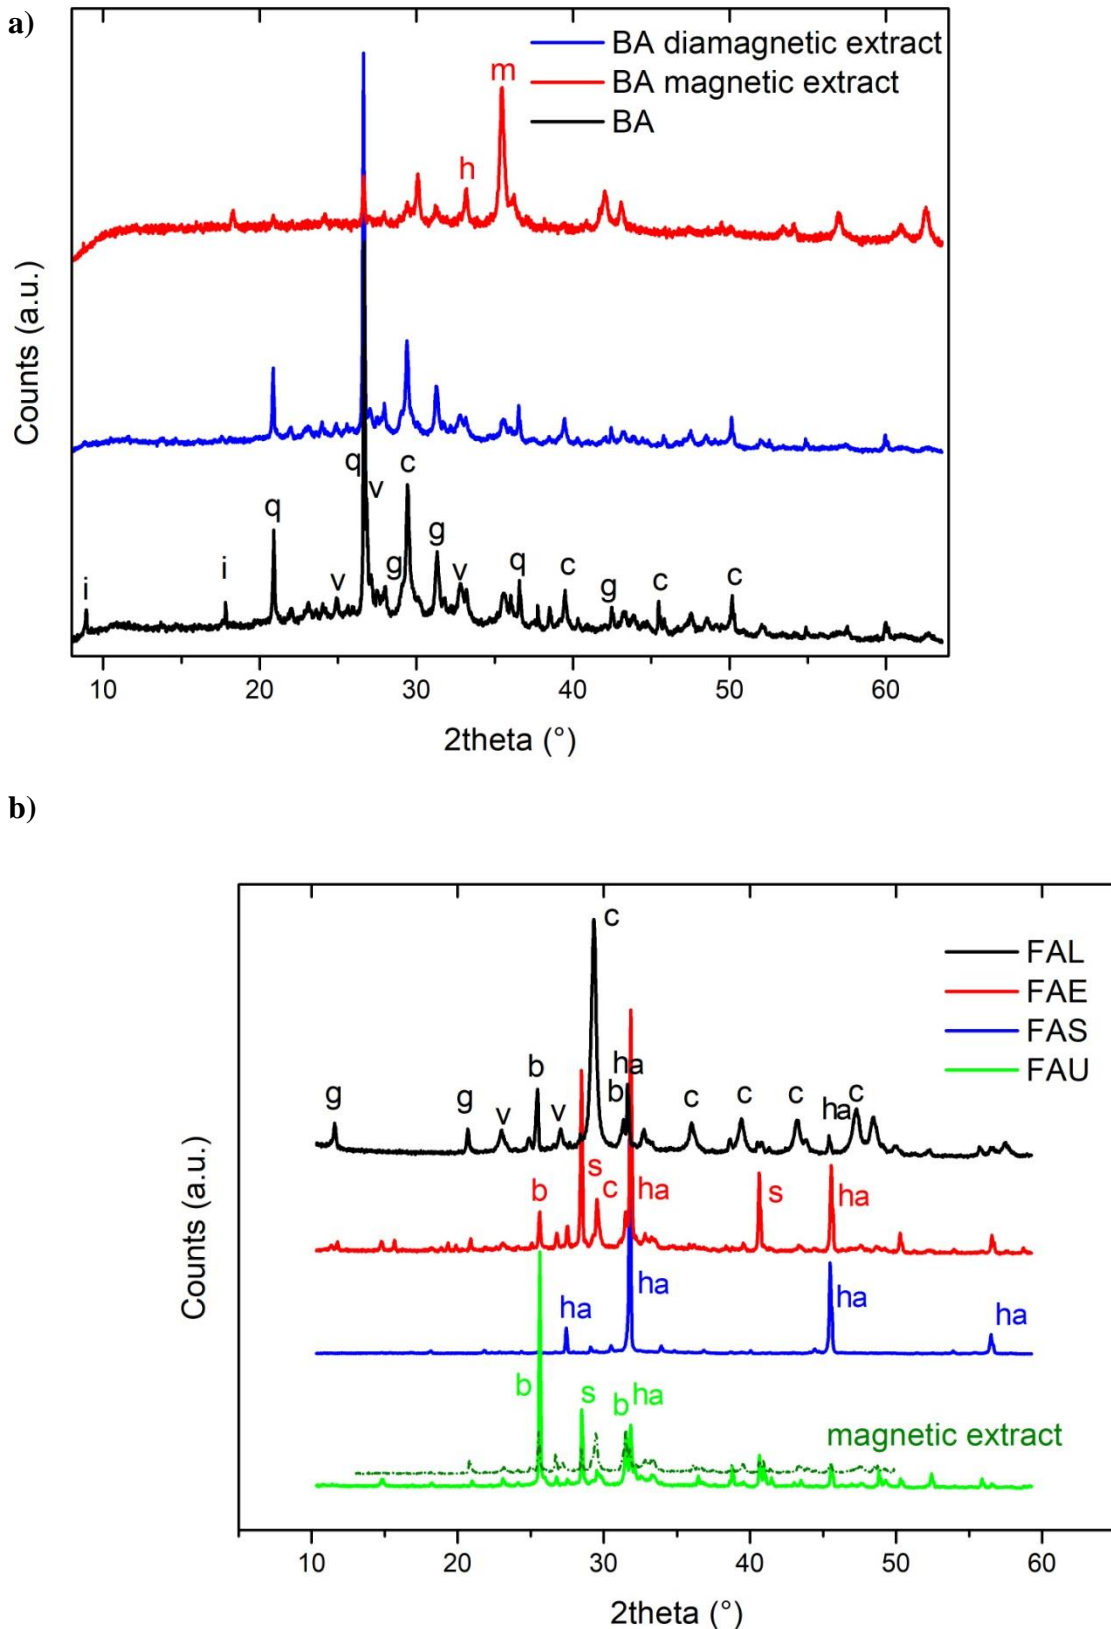 a)
BA diamagnetic extract
BA magnetic extract
BA
m
h
q
c
v
q
g
i
i
v
g
v
q
c
g
c
c
Counts (a.u.)
10 20 30 40 50 60
2theta (°)
b)
FAL
FAE
FAS
FAU
c
ha
b
b
g
g
v
v
c
c
c
ha
c
s
b
c
ha
s
ha
ha
ha
ha
ha
b
s
b
ha
magnetic extract
Counts (a.u.)
10 20 30 40 50 60
2theta (°)